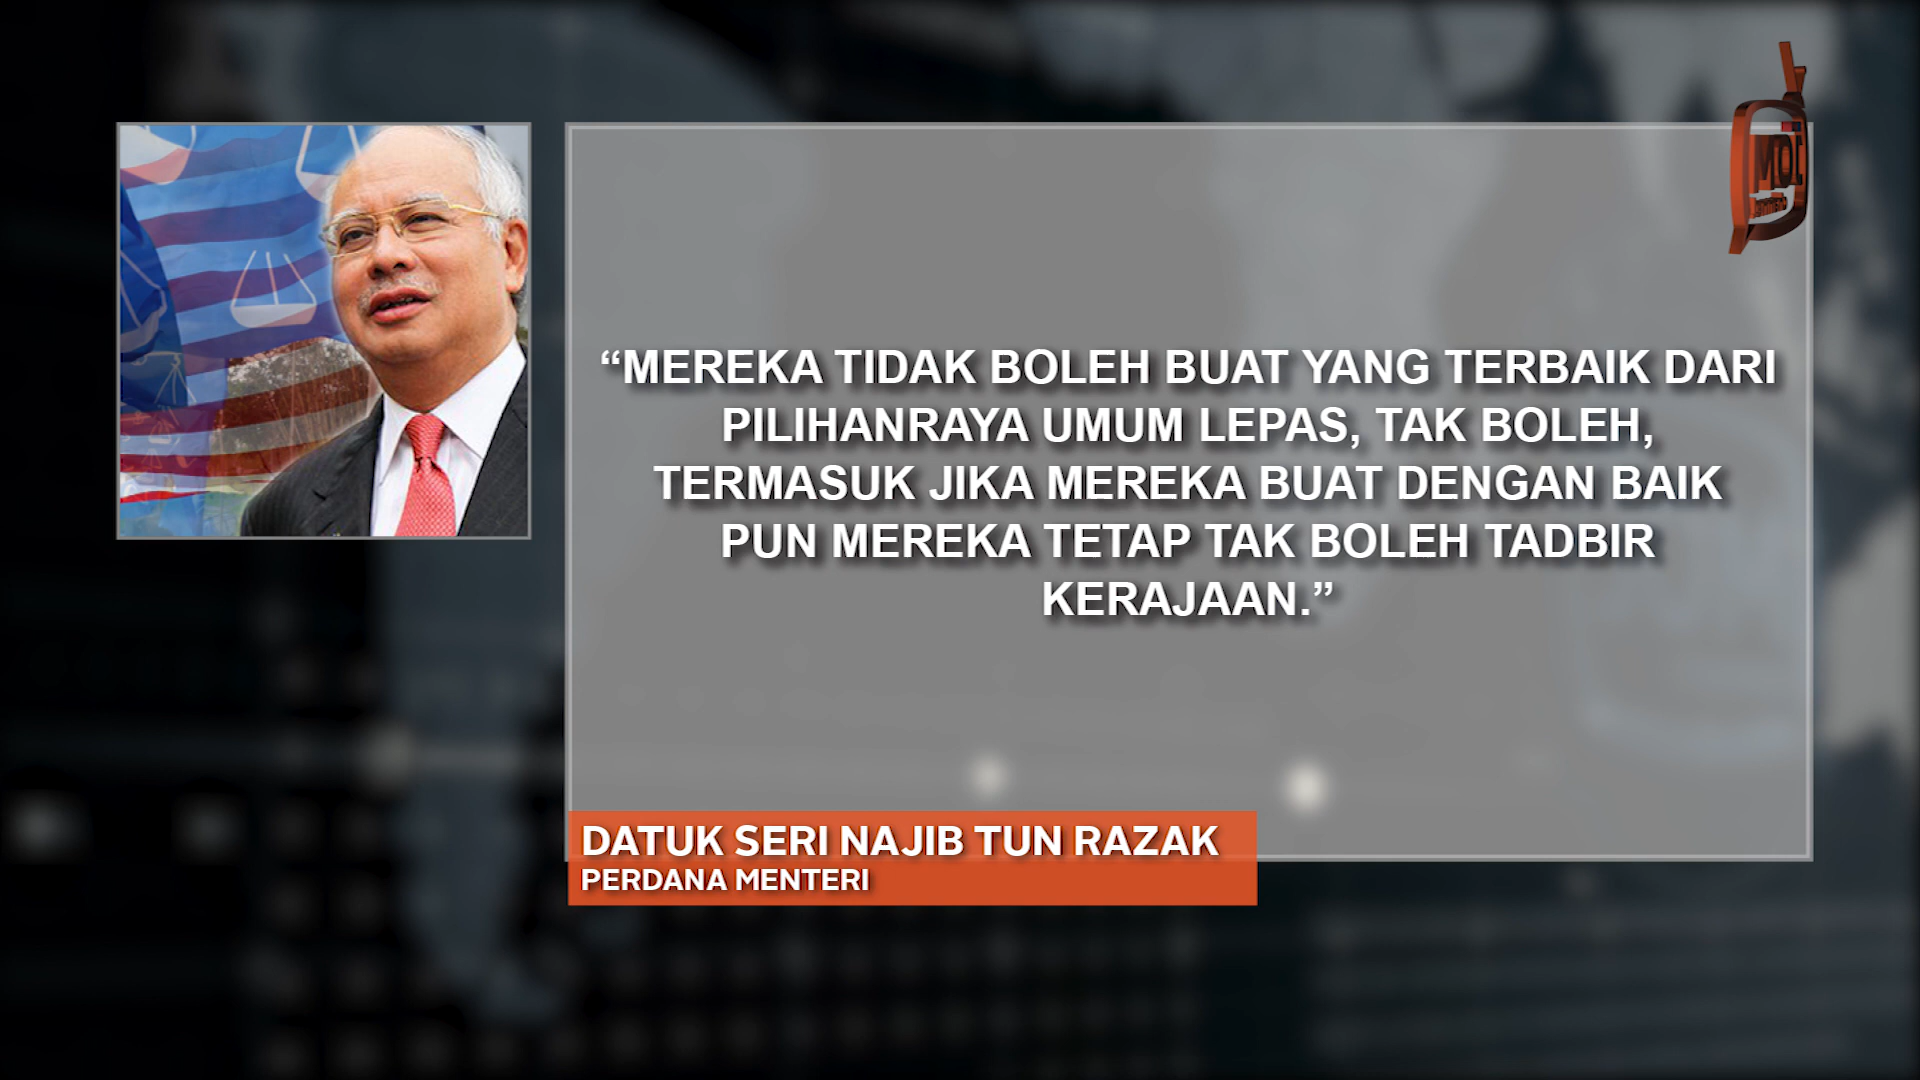 “MEREKA TIDAK BOLEH BUAT YANG TERBAIK DARI
PILIHANRAYA UMUM LEPAS, TAK BOLEH,
TERMASUK JIKA MEREKA BUAT DENGAN BAIK
PUN MEREKA TETAP TAK BOLEH TADBIR
KERAJAAN.”
DATUK SERI NAJIB TUN RAZAK
PERDANA MENTERI